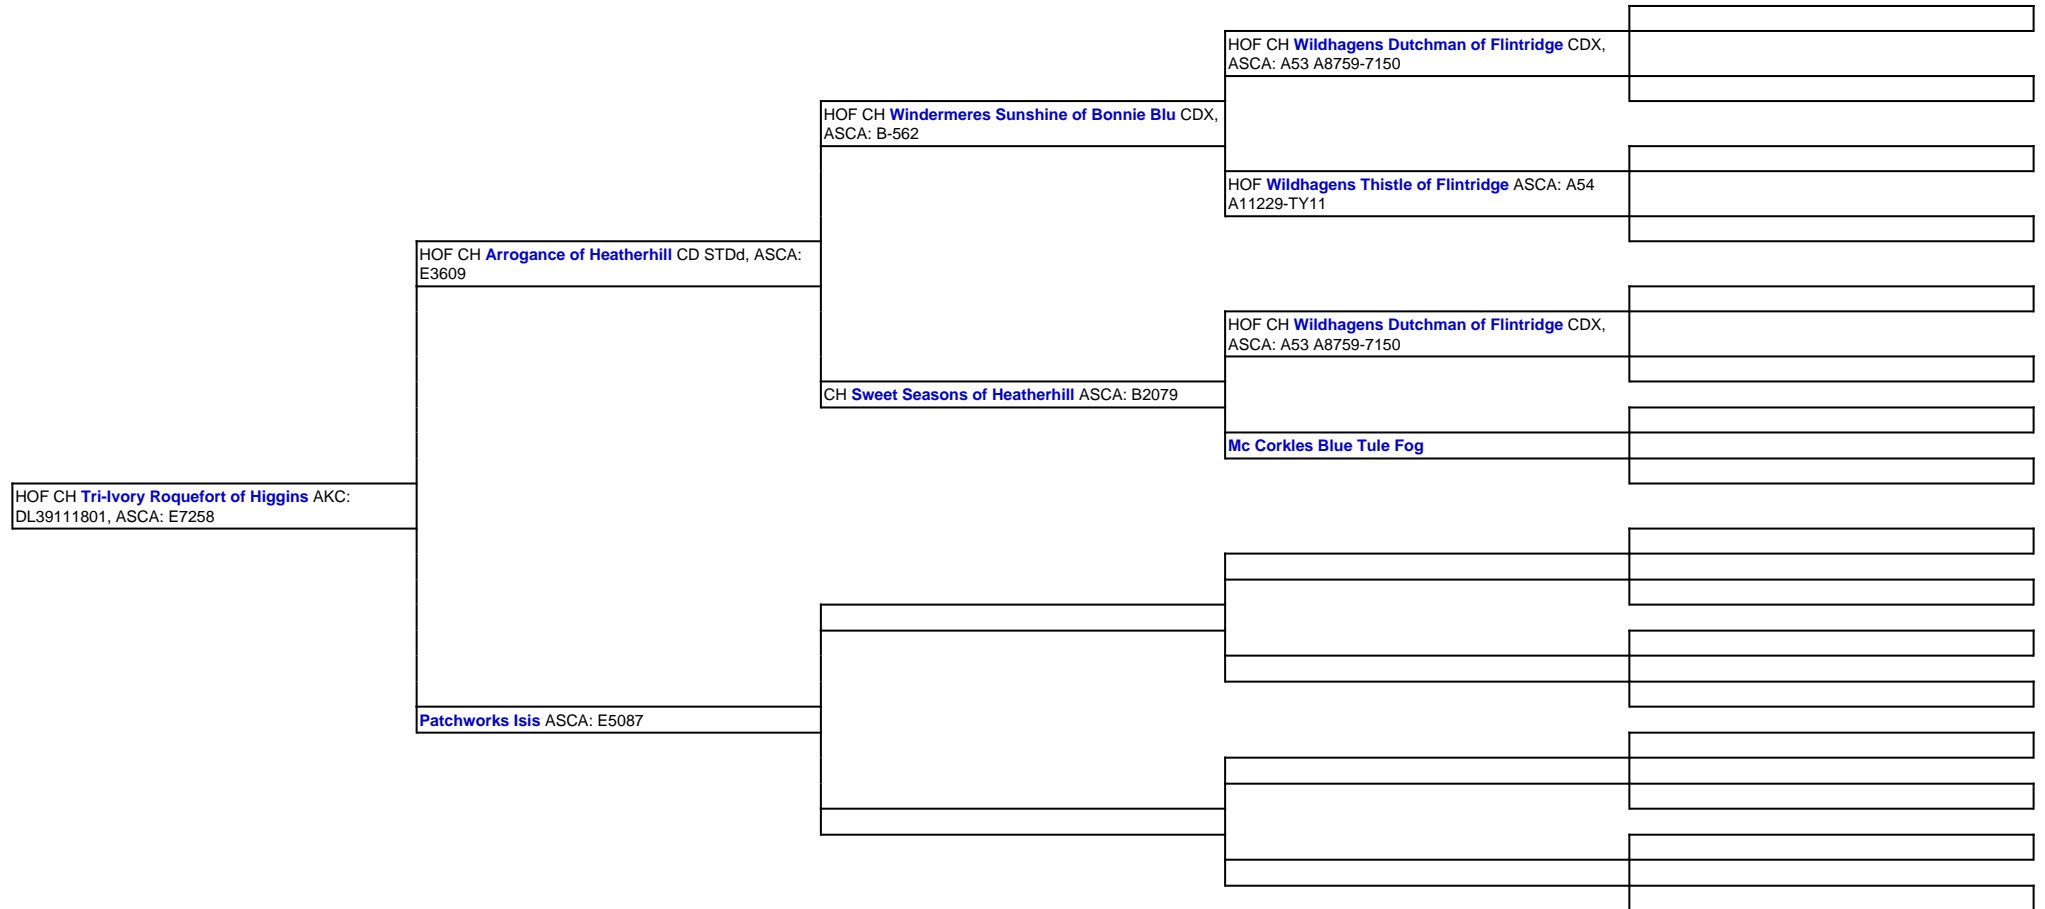 HOF CH Wildhagens Dutchman of Flintridge CDX,
ASCA: A53 A8759-7150
HOF CH Windermeres Sunshine of Bonnie Blu CDX,
ASCA: B-562
HOF Wildhagens Thistle of Flintridge ASCA: A54
A11229-TY11
HOF CH Arrogance of Heatherhill CD STDd, ASCA:
E3609
HOF CH Wildhagens Dutchman of Flintridge CDX,
ASCA: A53 A8759-7150
CH Sweet Seasons of Heatherhill ASCA: B2079
Mc Corkles Blue Tule Fog
HOF CH Tri-Ivory Roquefort of Higgins AKC:
DL39111801, ASCA: E7258
Patchworks Isis ASCA: E5087